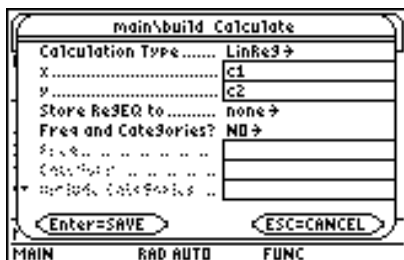 main\build Calculate
Calculation Type....... LinReg→
x............................ c1
y............................ c2
Store RegEQ to.......... none→
Freq and Categories? NO→
Enter=SAVE ESC=CANCEL
MAIN RAD AUTO FUNC